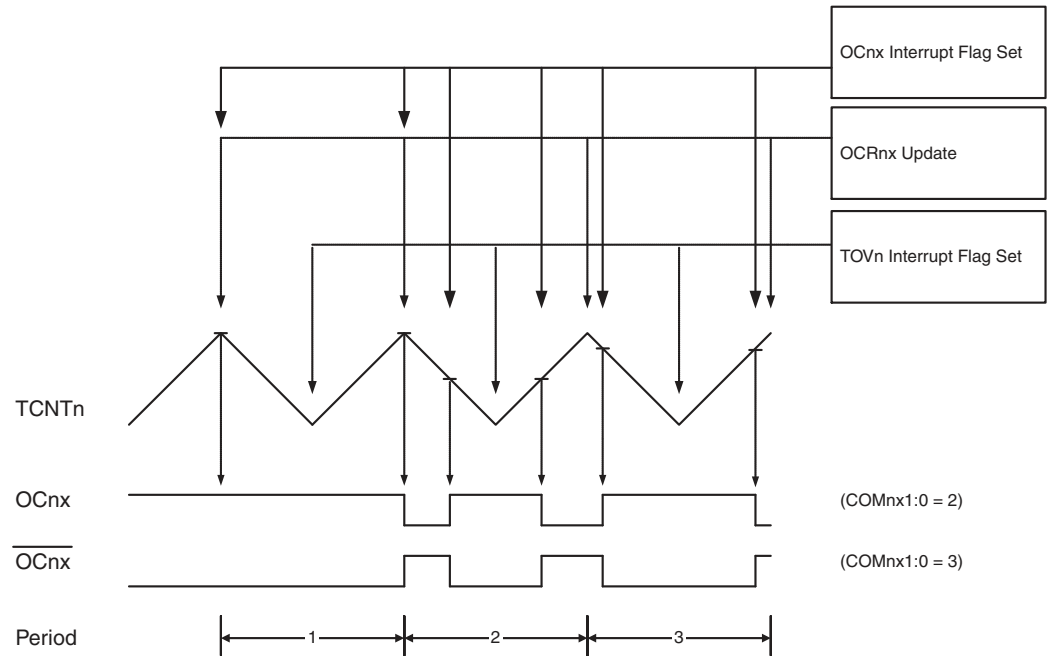 OCnx Interrupt Flag Set
OCRnx Update
TOVn Interrupt Flag Set
TCNTn
OCnx
(COMnx1:0 = 2)
OCnx
(COMnx1:0 = 3)
Period
1
2
3